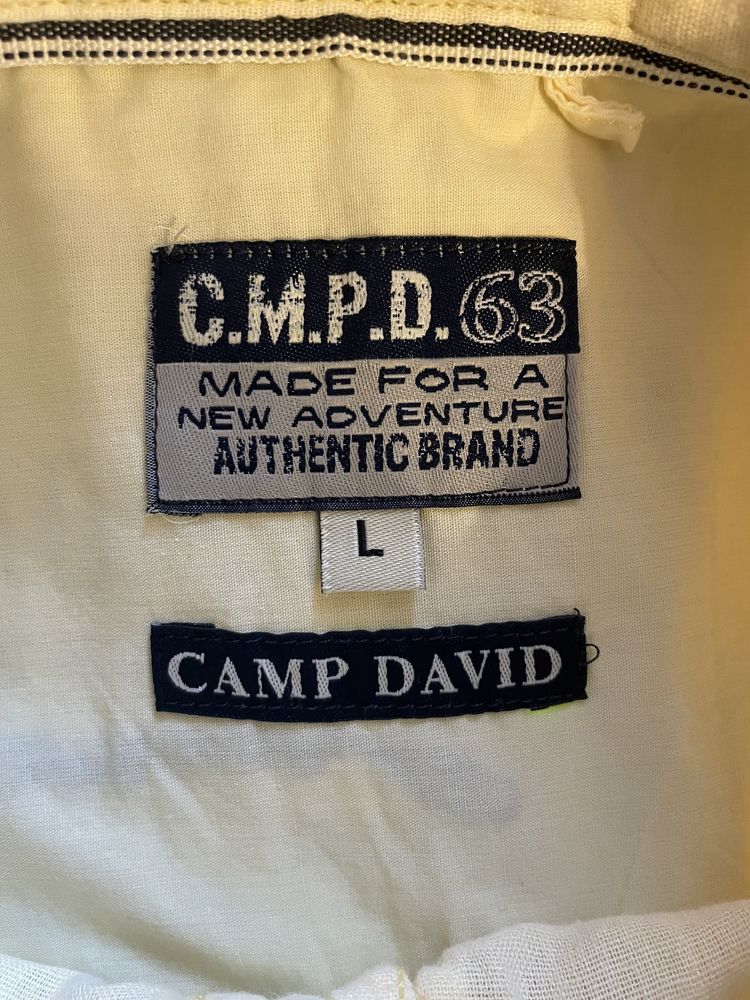 C.M.P.D.63
MADE FOR A
NEW ADVENTURE
AUTHENTIC BRAND
L
CAMP DAVID